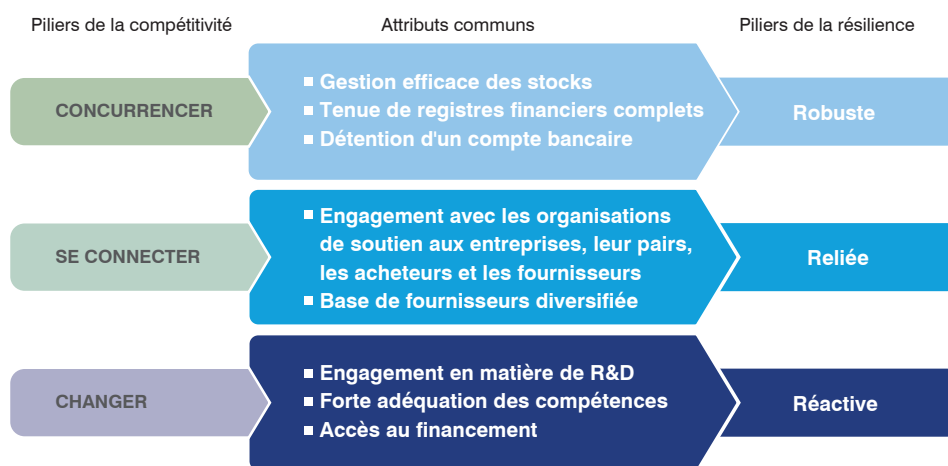 Piliers de la compétitivité
Attributs communs
Piliers de la résilience
CONCURRENCER
■ Gestion efficace des stocks
■ Tenue de registres financiers complets
■ Détention d'un compte bancaire
Robuste
SE CONNECTER
■ Engagement avec les organisations
de soutien aux entreprises, leur pairs,
les acheteurs et les fournisseurs
■ Base de fournisseurs diversifiée
Reliée
CHANGER
■ Engagement en matière de R&D
■ Forte adéquation des compétences
■ Accès au financement
Réactive